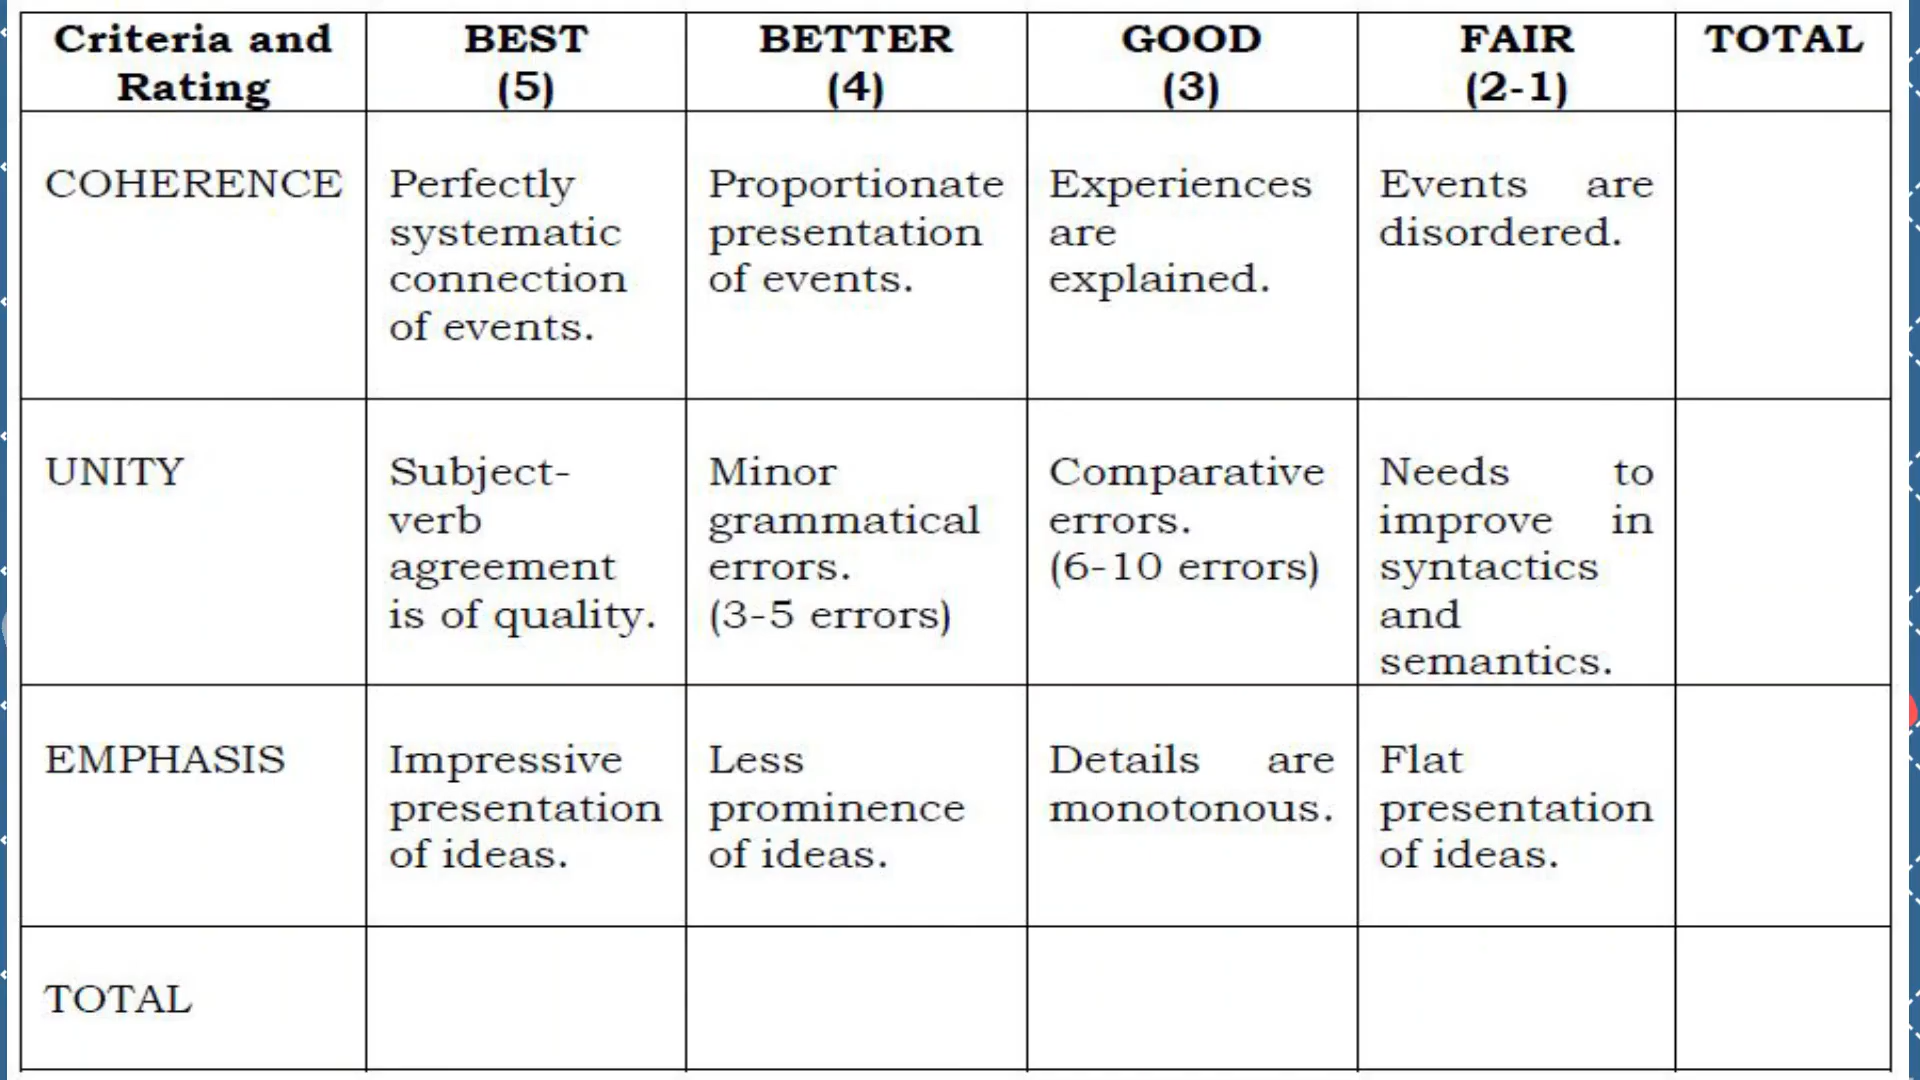 Criteria and Rating | BEST (5) | BETTER (4) | GOOD (3) | FAIR (2-1) | TOTAL
COHERENCE
Perfectly
systematic
connection
of events.
Proportionate
presentation
of events.
Experiences
are
explained.
Events are
disordered.
UNITY
Subject-
verb
agreement
is of quality.
Minor
grammatical
errors.
(3-5 errors)
Comparative
errors.
(6-10 errors)
Needs to
improve in
syntactics
and
semantics.
EMPHASIS
Impressive
presentation
of ideas.
Less
prominence
of ideas.
Details are
monotonous.
Flat
presentation
of ideas.
TOTAL